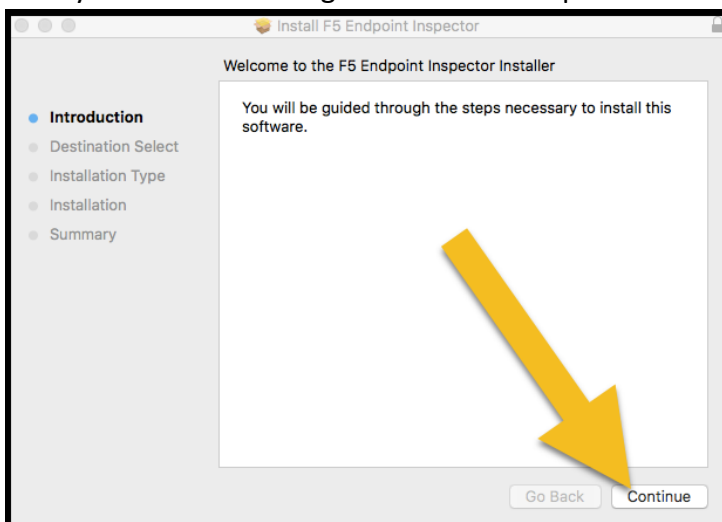 Install F5 Endpoint Inspector
Welcome to the F5 Endpoint Inspector Installer
Introduction
Destination Select
Installation Type
Installation
Summary
You will be guided through the steps necessary to install this
software.
Go Back
Continue